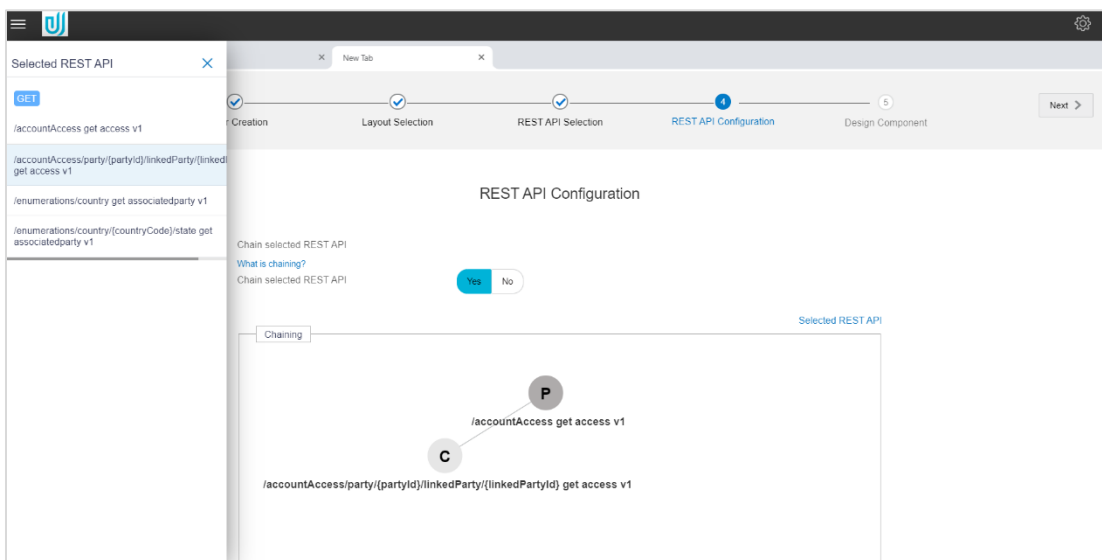 Selected REST API
GET
/accountAccess get access v1
/accountAccess/party/{partyId}/linkedParty/{linked
get access v1
/enumerations/country get associatedparty v1
/enumerations/country/{countryCode}/state get
associatedparty v1
New Tab
r Creation
Layout Selection
REST API Selection
4
REST API Configuration
5
Design Component
Next
REST API Configuration
Chain selected REST API
What is chaining?
Chain selected REST API
Yes
No
Selected REST API
Chaining
P
/accountAccess get access v1
C
/accountAccess/party/{partyId}/linkedParty/{linkedPartyId} get access v1